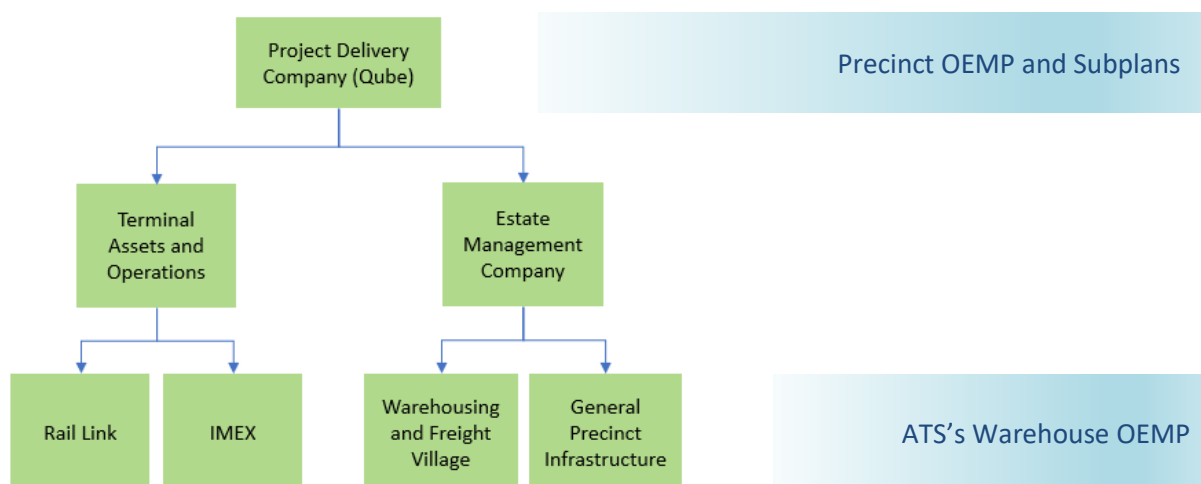 Project Delivery
Company (Qube)
Precinct OEMP and Subplans
Terminal
Assets and
Operations
Estate
Management
Company
Rail Link
IMEX
Warehousing
and Freight
Village
General
Precinct
Infrastructure
ATS’s Warehouse OEMP